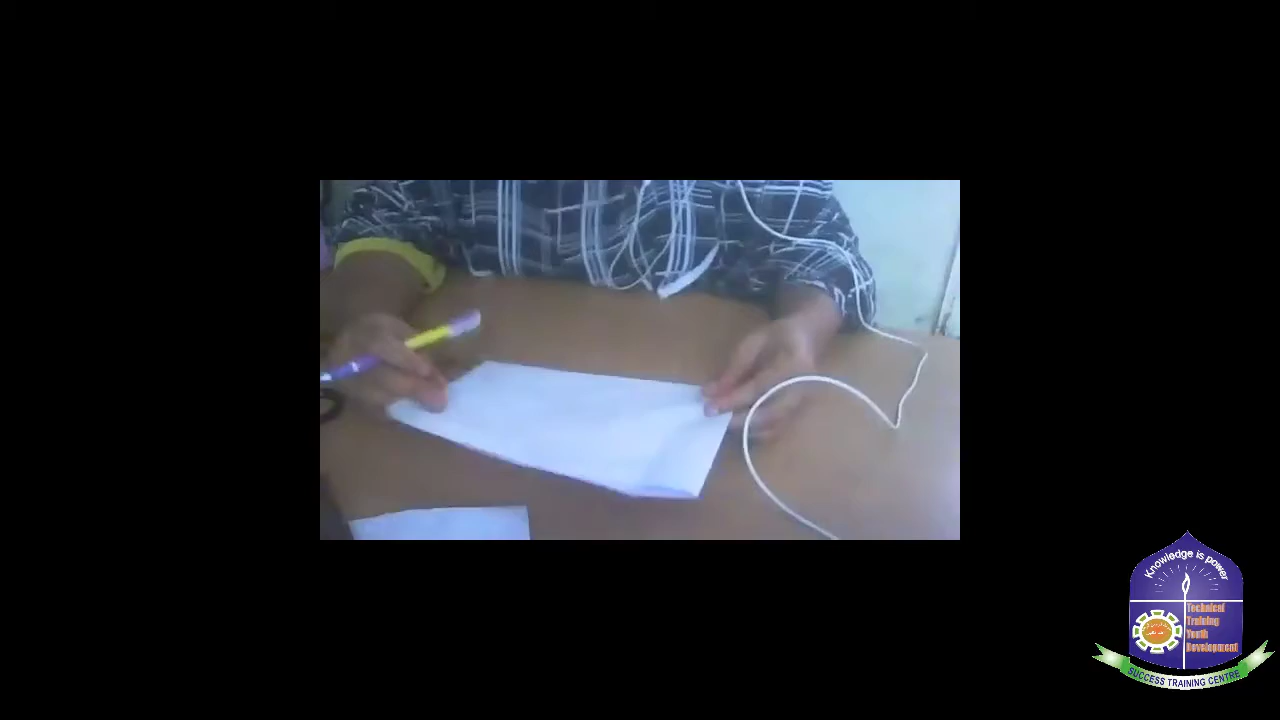 Knowledge is power
Technical
Training
Youth
Development
SUCCESS TRAINING CENTRE